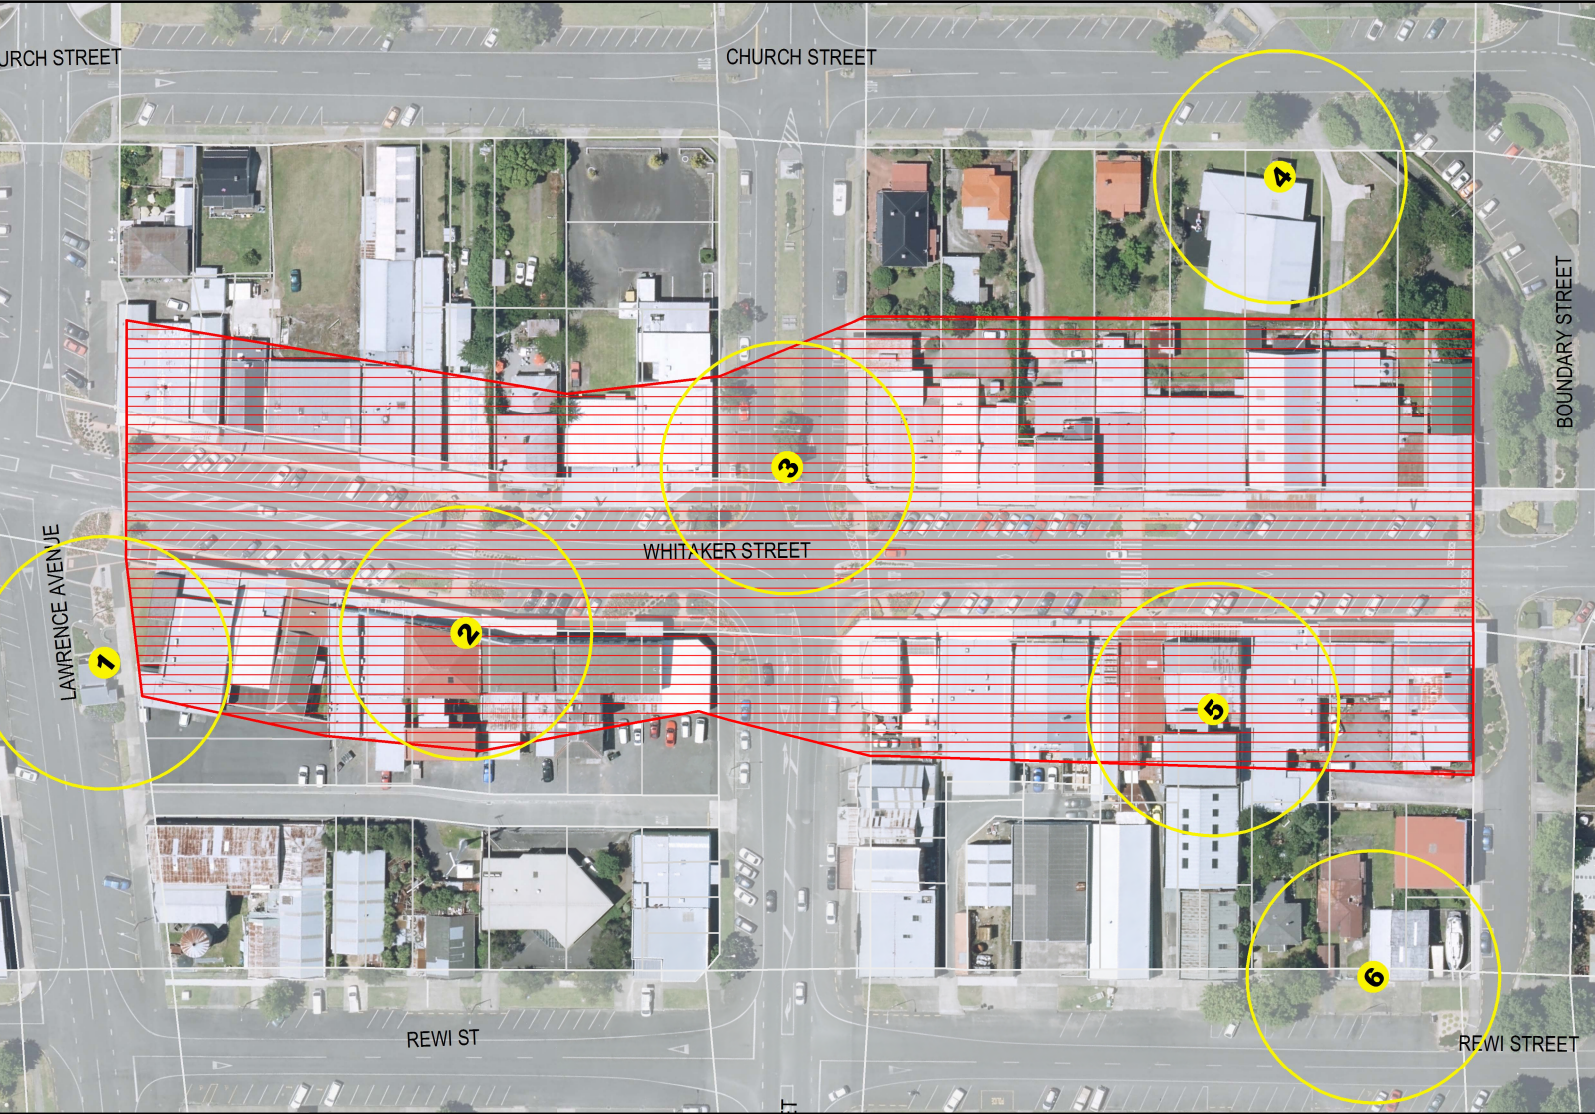 URCH STREET
CHURCH STREET
4
BOUNDARY STREET
3
WHITAKER STREET
LAWRENCE AVENUE
2
1
5
6
REWI ST
REWI STREET
ET